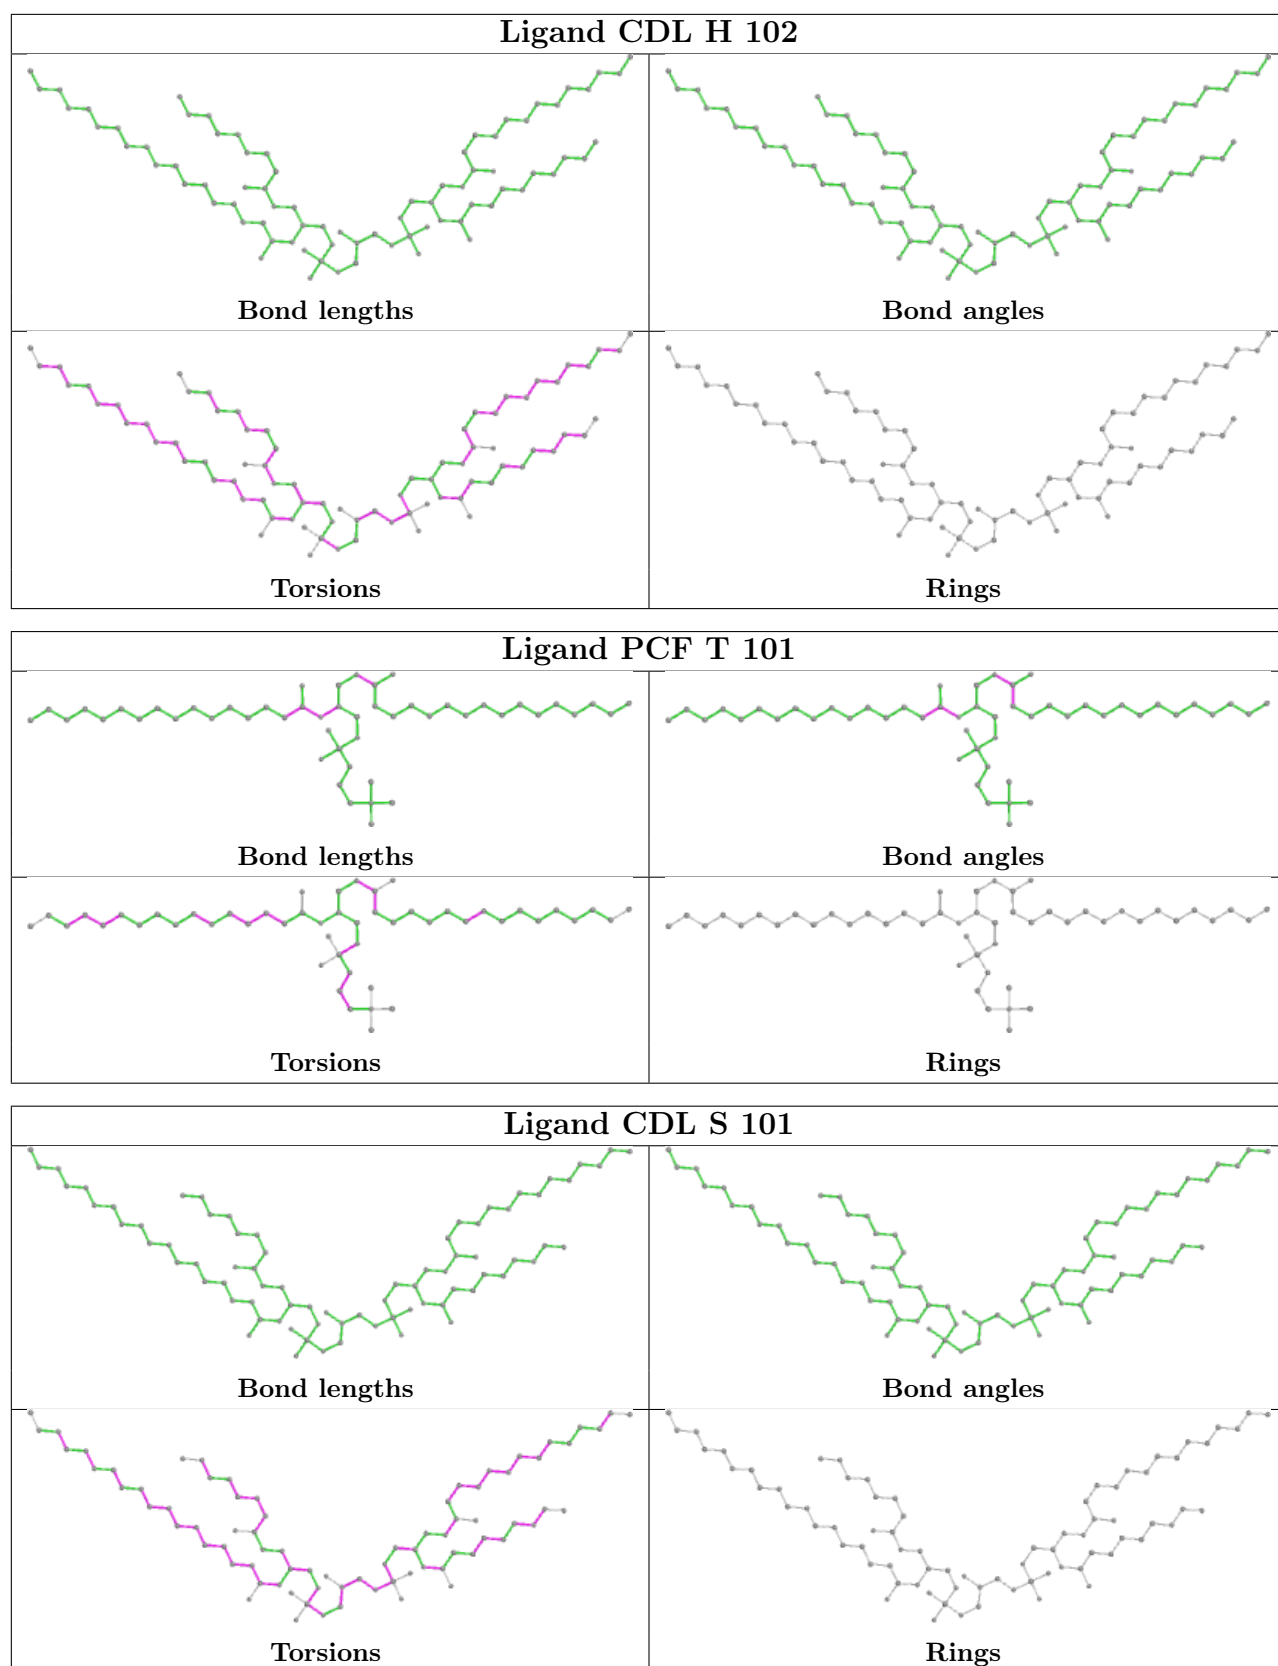 Ligand CDL H 102
Bond lengths
Bond angles
Torsions
Rings
Ligand PCF T 101
Bond lengths
Bond angles
Torsions
Rings
Ligand CDL S 101
Bond lengths
Bond angles
Torsions
Rings